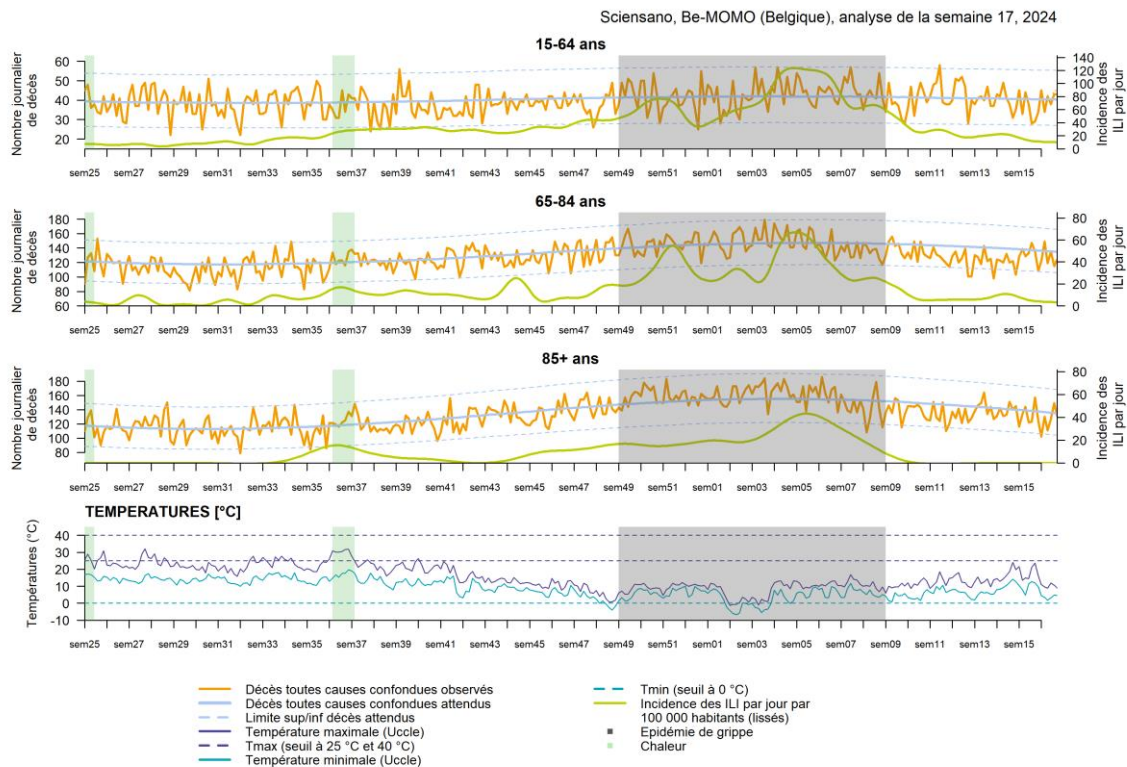 Sciensano, Be-MOMO (Belgique), analyse de la semaine 17, 2024
15-64 ans
Nombre journalier
de décès
60
50
40
30
20
140
120
100
80
60
40
20
0
Incidence des
ILI par jour
sem25 sem27 sem29 sem31 sem33 sem35 sem37 sem39 sem41 sem43 sem45 sem47 sem49 sem51 sem01 sem03 sem05 sem07 sem09 sem11 sem13 sem15
65-84 ans
Nombre journalier
de décès
180
160
140
120
100
80
60
80
60
40
20
0
Incidence des
ILI par jour
sem25 sem27 sem29 sem31 sem33 sem35 sem37 sem39 sem41 sem43 sem45 sem47 sem49 sem51 sem01 sem03 sem05 sem07 sem09 sem11 sem13 sem15
85+ ans
Nombre journalier
de décès
180
160
140
120
100
80
80
60
40
20
0
Incidence des
ILI par jour
sem25 sem27 sem29 sem31 sem33 sem35 sem37 sem39 sem41 sem43 sem45 sem47 sem49 sem51 sem01 sem03 sem05 sem07 sem09 sem11 sem13 sem15
TEMPERATURES [°C]
Températures (°C)
40
30
20
10
0
-10
sem25 sem27 sem29 sem31 sem33 sem35 sem37 sem39 sem41 sem43 sem45 sem47 sem49 sem51 sem01 sem03 sem05 sem07 sem09 sem11 sem13 sem15
Décès toutes causes confondues observés
Décès toutes causes confondues attendus
Limite sup/inf décès attendus
Température maximale (Uccle)
Tmax (seuil à 25 °C et 40 °C)
Température minimale (Uccle)
Tmin (seuil à 0 °C)
Incidence des ILI par jour par
100 000 habitants (lissés)
Epidémie de grippe
Chaleur